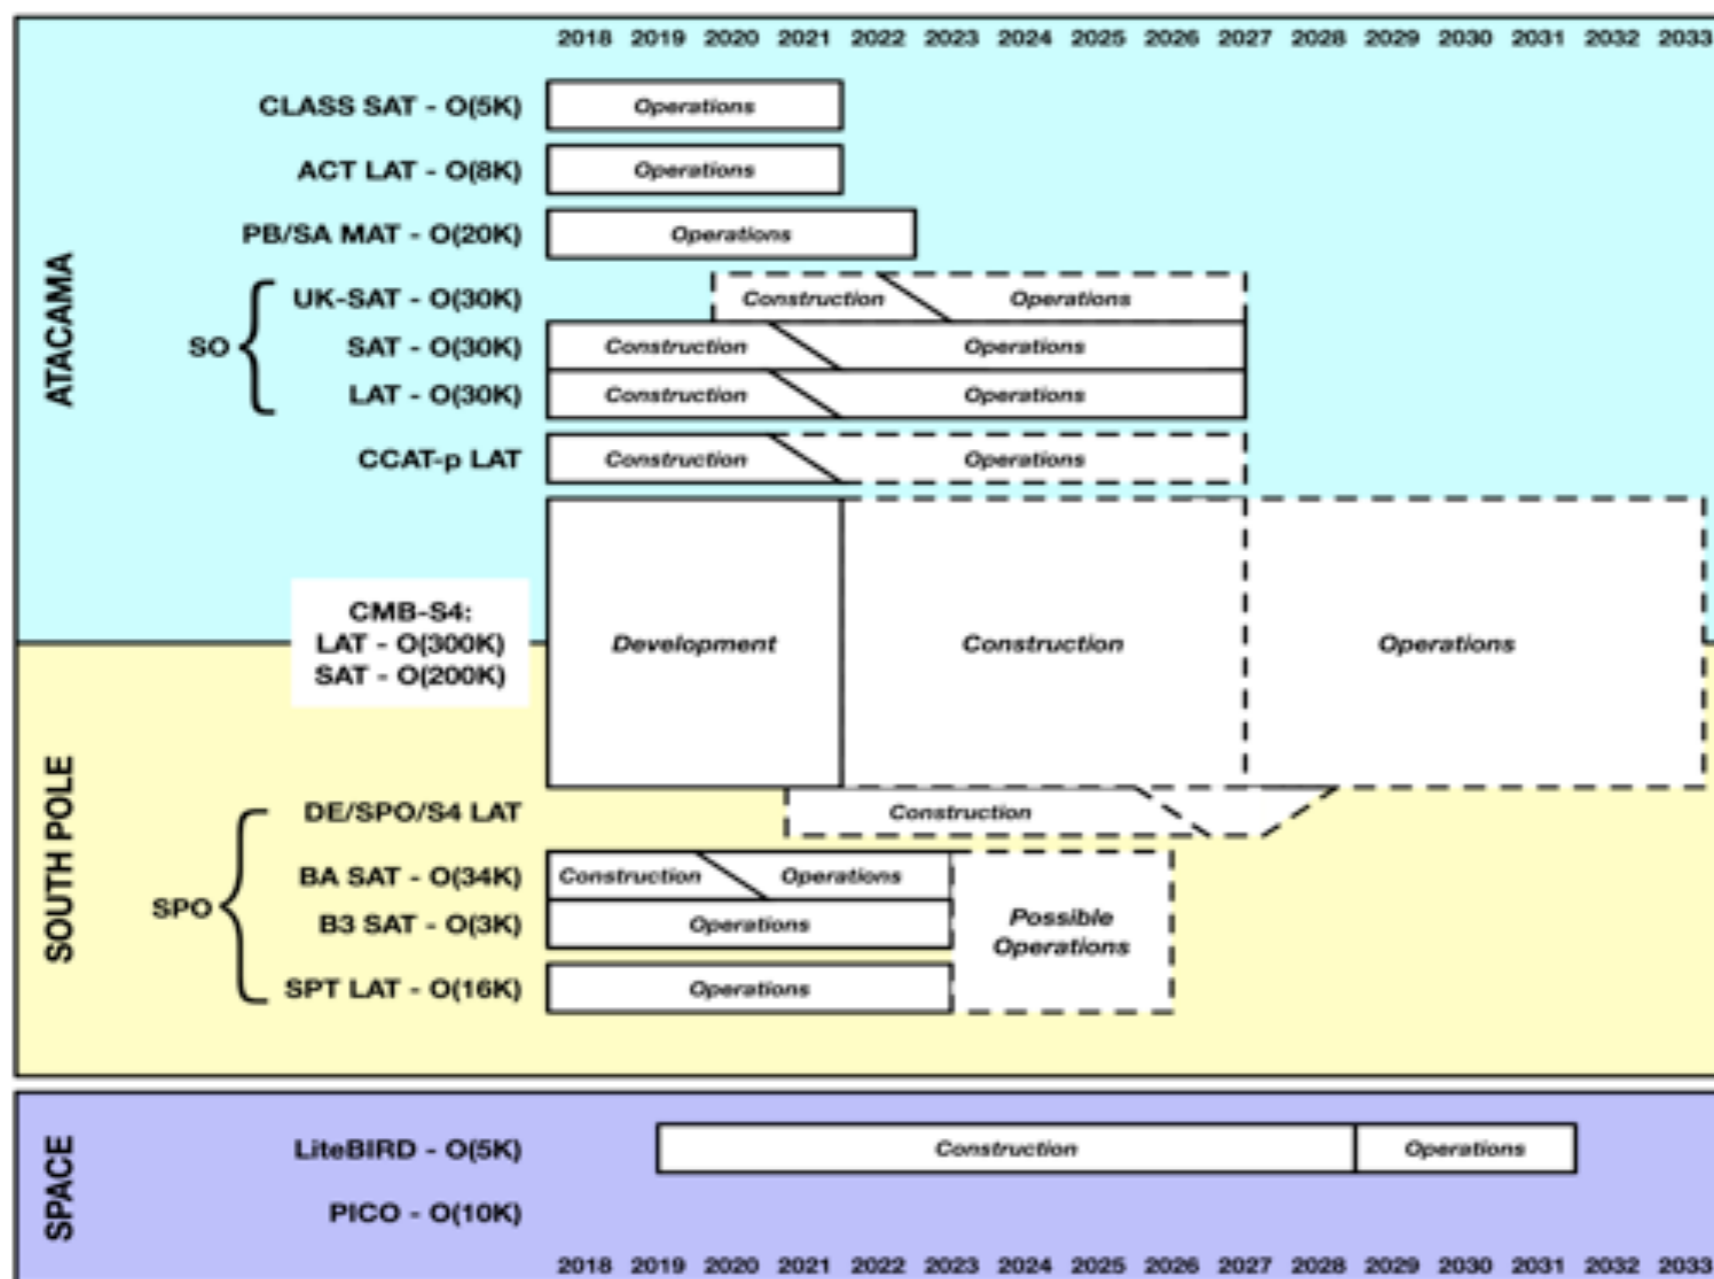 2018 2019 2020 2021 2022 2023 2024 2025 2026 2027 2028 2029 2030 2031 2032 2033
ATACAMA
CLASS SAT - O(5K) Operations
ACT LAT - O(8K) Operations
PB/SA MAT - O(20K) Operations
SO
UK-SAT - O(30K) Construction Operations
SAT - O(30K) Construction Operations
LAT - O(30K) Construction Operations
CCAT-p LAT Construction Operations
CMB-S4:
LAT - O(300K) Development Construction Operations
SAT - O(200K)
SOUTH POLE
DE/SPO/S4 LAT Construction
SPO
BA SAT - O(34K) Construction Operations
B3 SAT - O(3K) Operations
Possible
Operations
SPT LAT - O(16K) Operations
SPACE
LiteBIRD - O(5K) Construction Operations
PICO - O(10K)
2018 2019 2020 2021 2022 2023 2024 2025 2026 2027 2028 2029 2030 2031 2032 2033